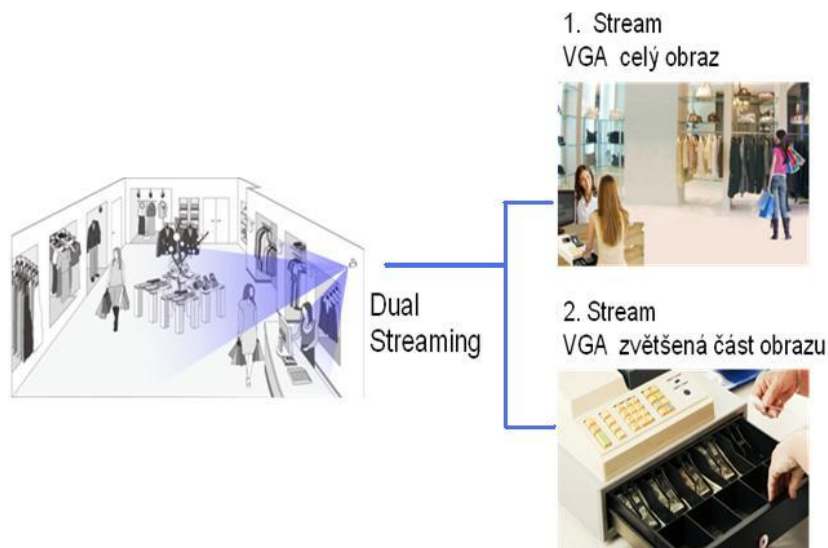 1. Stream
VGA celý obraz
Dual
Streaming
2. Stream
VGA zvětšená část obrazu